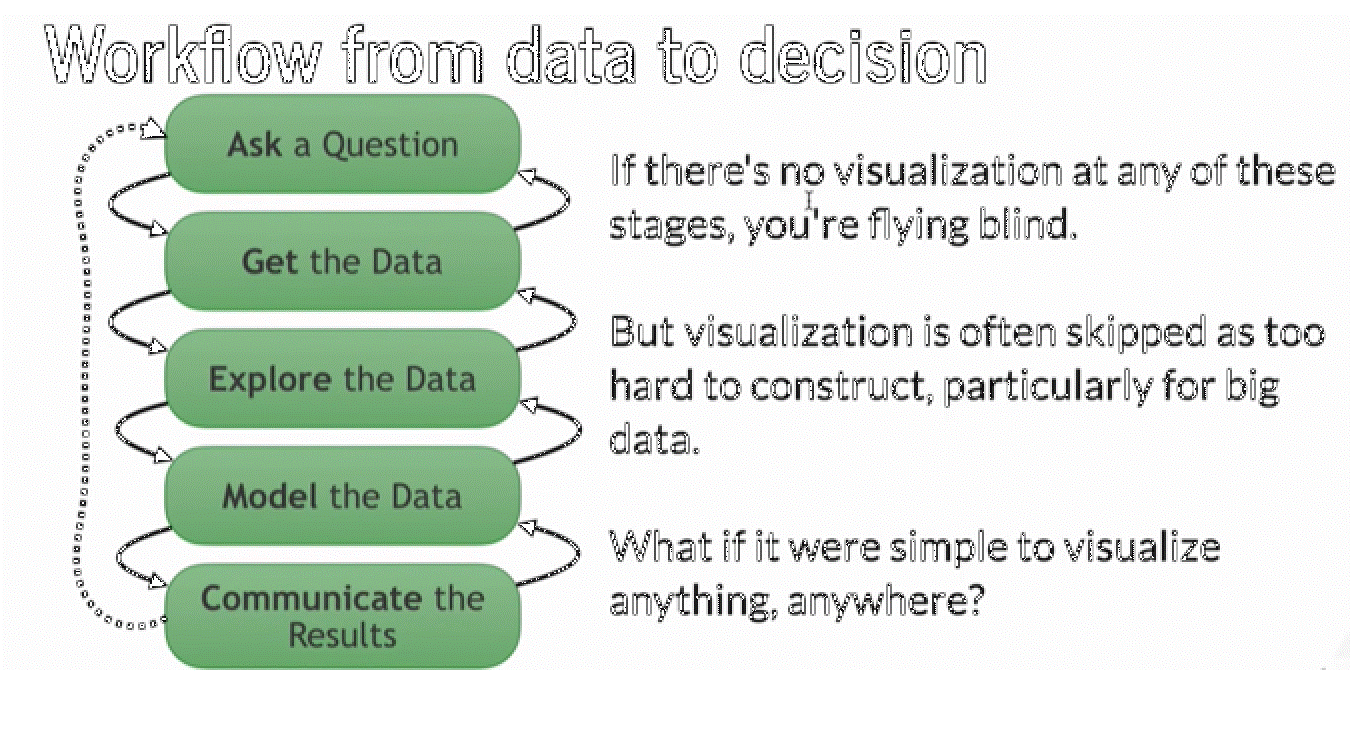 Workflow from data to decision
Ask a Question
Get the Data
Explore the Data
Model the Data
Communicate the
Results
If there's no visualization at any of these
stages, you're flying blind.
But visualization is often skipped as too
hard to construct, particularly for big
data.
What if it were simple to visualize
anything, anywhere?